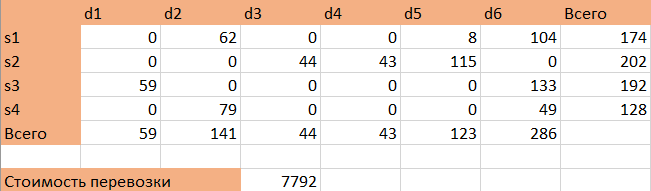 d1 d2 d3 d4 d5 d6 Всего
s1 0 62 0 0 8 104 174
s2 0 0 44 43 115 0 202
s3 59 0 0 0 0 133 192
s4 0 79 0 0 0 49 128
Всего 59 141 44 43 123 286
Стоимость перевозки 7792